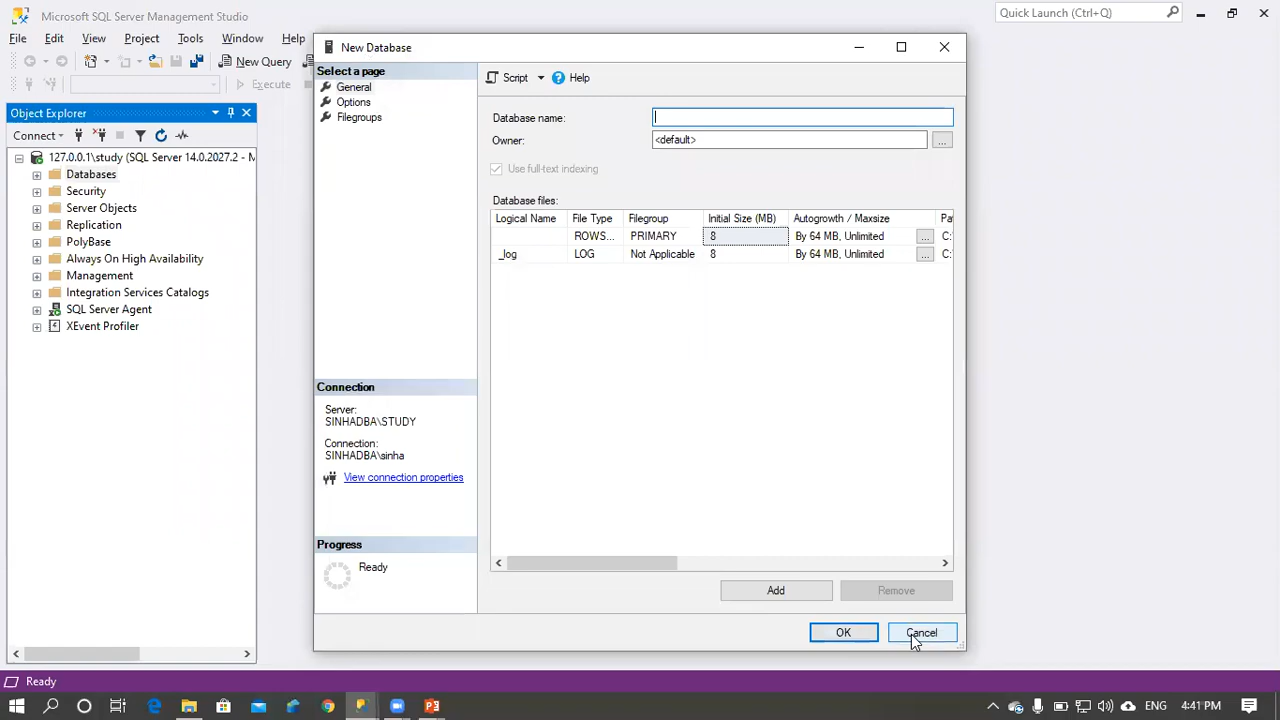 Microsoft SQL Server Management Studio
Quick Launch (Ctrl+Q)
File Edit View Project Tools Window Help
New Query
Execute
Object Explorer
Connect
127.0.0.1\study (SQL Server 14.0.2027.2 - M
Databases
Security
Server Objects
Replication
PolyBase
Always On High Availability
Management
Integration Services Catalogs
SQL Server Agent
XEvent Profiler
New Database
Select a page
General
Options
Filegroups
Connection
Server:
SINHADBA\STUDY
Connection:
SINHADBA\sinha
View connection properties
Progress
Ready
Script Help
Database name:
Owner: <default> ...
Use full-text indexing
Database files:
Logical Name File Type Filegroup Initial Size (MB) Autogrowth / Maxsize Pa
ROWS... PRIMARY 8 By 64 MB, Unlimited ... C:
_log LOG Not Applicable 8 By 64 MB, Unlimited ... C:
Add Remove
OK Cancel
Ready
ENG 4:41 PM